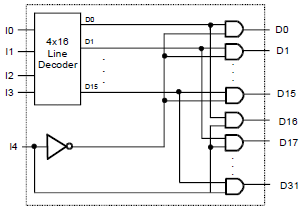 D0
I0
D0
I1
4x16
Line
Decoder
D1
D1
I2
I3
D15
D15
D16
I4
D17
D31